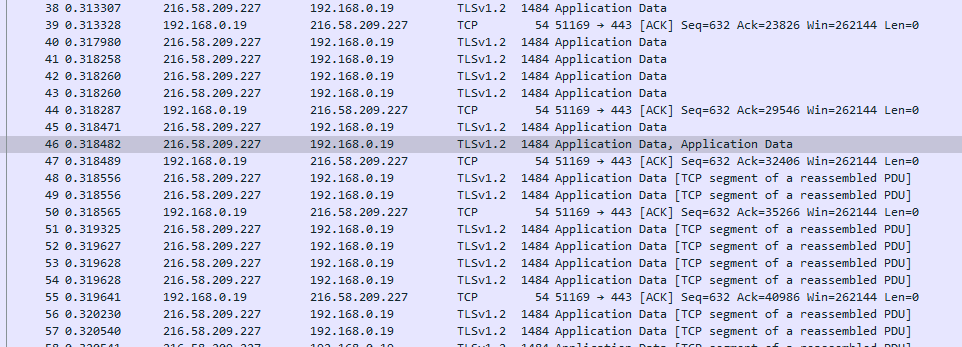 38 0.313307 216.58.209.227 192.168.0.19 TLSv1.2 1484 Application Data
39 0.313328 192.168.0.19 216.58.209.227 TCP 54 51169 → 443 [ACK] Seq=632 Ack=23826 Win=262144 Len=0
40 0.317980 216.58.209.227 192.168.0.19 TLSv1.2 1484 Application Data
41 0.318258 216.58.209.227 192.168.0.19 TLSv1.2 1484 Application Data
42 0.318260 216.58.209.227 192.168.0.19 TLSv1.2 1484 Application Data
43 0.318260 216.58.209.227 192.168.0.19 TLSv1.2 1484 Application Data
44 0.318287 192.168.0.19 216.58.209.227 TCP 54 51169 → 443 [ACK] Seq=632 Ack=29546 Win=262144 Len=0
45 0.318471 216.58.209.227 192.168.0.19 TLSv1.2 1484 Application Data
46 0.318482 216.58.209.227 192.168.0.19 TLSv1.2 1484 Application Data, Application Data
47 0.318489 192.168.0.19 216.58.209.227 TCP 54 51169 → 443 [ACK] Seq=632 Ack=32406 Win=262144 Len=0
48 0.318556 216.58.209.227 192.168.0.19 TLSv1.2 1484 Application Data [TCP segment of a reassembled PDU]
49 0.318556 216.58.209.227 192.168.0.19 TLSv1.2 1484 Application Data [TCP segment of a reassembled PDU]
50 0.318565 192.168.0.19 216.58.209.227 TCP 54 51169 → 443 [ACK] Seq=632 Ack=35266 Win=262144 Len=0
51 0.319325 216.58.209.227 192.168.0.19 TLSv1.2 1484 Application Data [TCP segment of a reassembled PDU]
52 0.319627 216.58.209.227 192.168.0.19 TLSv1.2 1484 Application Data [TCP segment of a reassembled PDU]
53 0.319628 216.58.209.227 192.168.0.19 TLSv1.2 1484 Application Data [TCP segment of a reassembled PDU]
54 0.319628 216.58.209.227 192.168.0.19 TLSv1.2 1484 Application Data [TCP segment of a reassembled PDU]
55 0.319641 192.168.0.19 216.58.209.227 TCP 54 51169 → 443 [ACK] Seq=632 Ack=40986 Win=262144 Len=0
56 0.320230 216.58.209.227 192.168.0.19 TLSv1.2 1484 Application Data [TCP segment of a reassembled PDU]
57 0.320540 216.58.209.227 192.168.0.19 TLSv1.2 1484 Application Data [TCP segment of a reassembled PDU]